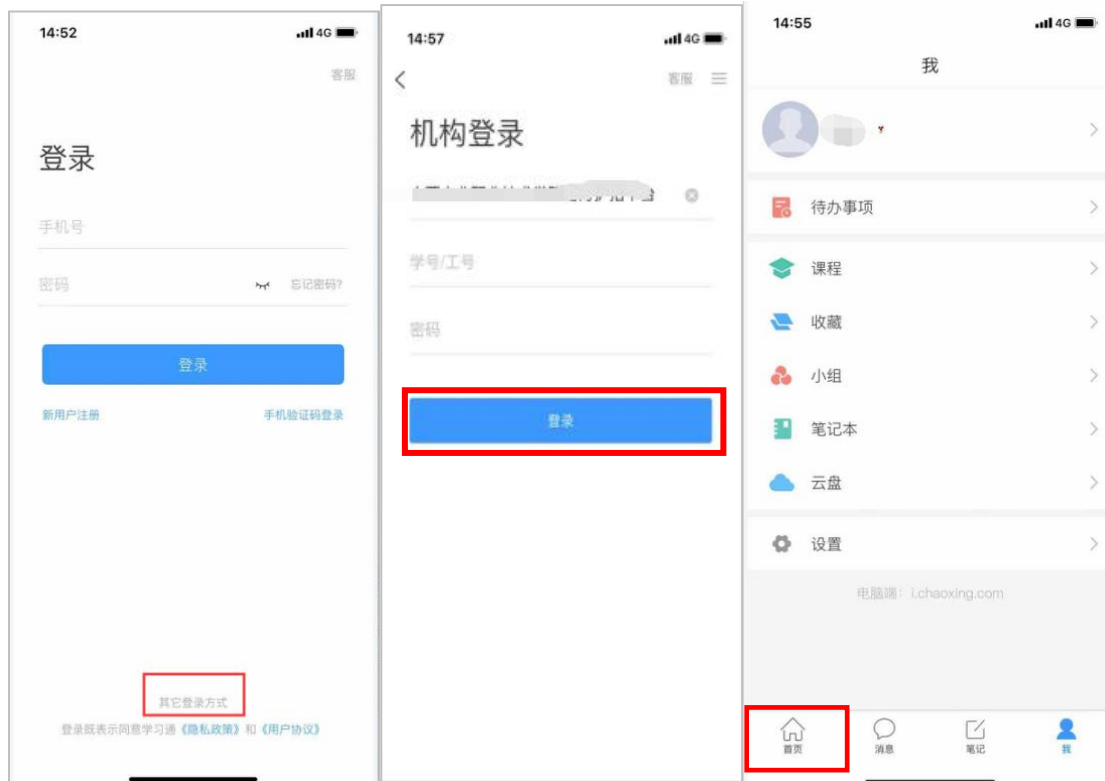 14:52
4G
客服
登录
手机号
密码
忘记密码?
登录
新用户注册
手机验证码登录
其它登录方式
登录既表示同意学习通《隐私政策》和《用户协议》
14:57
4G
客服
机构登录
学号/工号
密码
登录
14:55
4G
我
待办事项
课程
收藏
小组
笔记本
云盘
设置
电脑端：i.chaoxing.com
首页
消息
笔记
我